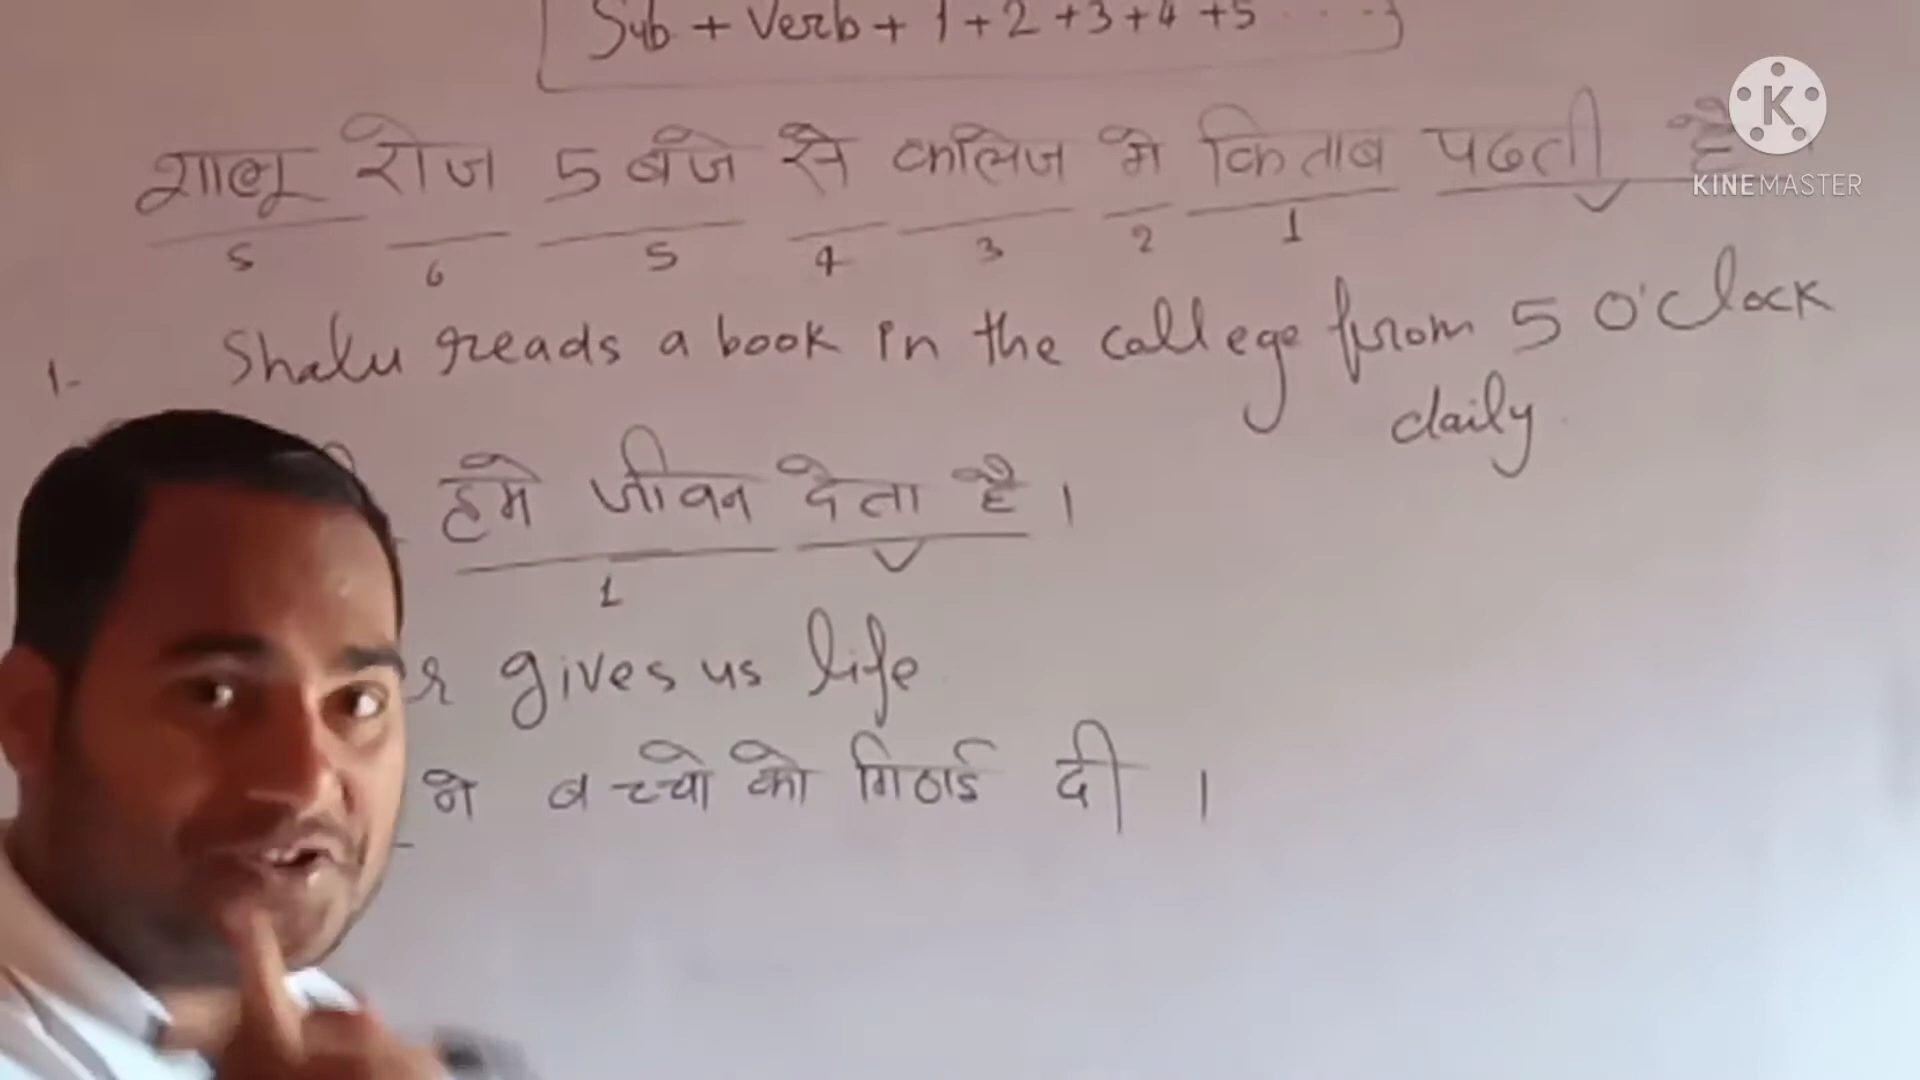 Sub + Verb + 1 + 2 + 3 + 4 + 5 . . . .
शालू रोज 5 बजे से कालेज मे किताब पढती है
S 6 5 4 3 2 1
1- Shalu reads a book in the college from 5 o'clock
daily
हमे जीवन देता है ।
1
gives us life
ने बच्चो को मिठाई दी ।
KINEMASTER